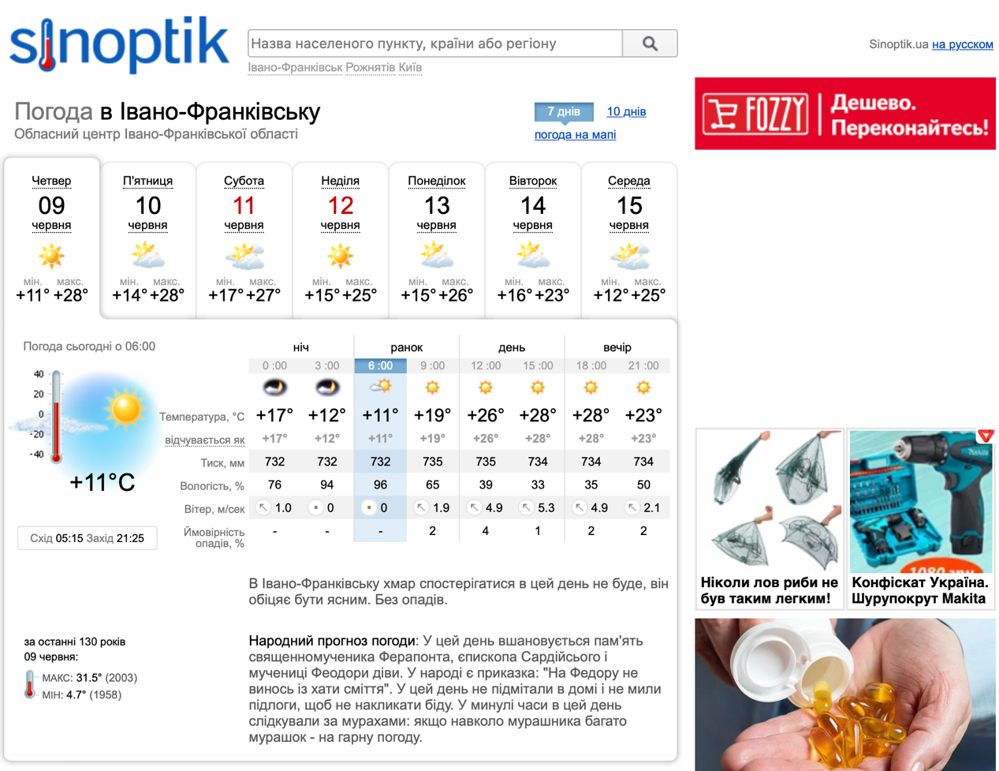 sinoptik
Назва населеного пункту, країни або регіону
Івано-Франківськ Рожнятів Київ
Sinoptik.ua на русском
Погода в Івано-Франківську
Обласний центр Івано-Франківської області
7 днів 10 днів
погода на мапі
FOZZY Дешево.
Переконайтесь!
Четвер П'ятниця Субота Неділя Понеділок Вівторок Середа
09 10 11 12 13 14 15
червня червня червня червня червня червня червня
мін. макс. мін. макс. мін. макс. мін. макс. мін. макс. мін. макс. мін. макс.
+11° +28° +14° +28° +17° +27° +15° +25° +15° +26° +16° +23° +12° +25°
Погода сьогодні о 06:00
ніч ранок день вечір
0 :00 3 :00 6 :00 9 :00 12 :00 15 :00 18 :00 21 :00
40
20
0
-20
-40
+11°C
Температура, °C +17° +12° +11° +19° +26° +28° +28° +23°
відчувається як +17° +12° +11° +19° +26° +28° +28° +23°
Тиск, мм 732 732 732 735 735 734 734 734
Вологість, % 76 94 96 65 39 33 35 50
Вітер, м/сек 1.0 0 0 1.9 4.9 5.3 4.9 2.1
Ймовірність
опадів, % - - - 2 4 1 2 2
Схід 05:15 Захід 21:25
В Івано-Франківську хмар спостерігатися в цей день не буде, він
обіцяє бути ясним. Без опадів.
за останні 130 років
09 червня:
МАКС: 31.5° (2003)
МІН: 4.7° (1958)
Народний прогноз погоди: У цей день вшановується пам'ять
священномученика Ферапонта, єпископа Сардійсього і
мучениці Феодори діви. У народі є приказка: "На Федору не
винось із хати сміття". У цей день не підмітали в домі і не мили
підлоги, щоб не накликати біду. У минулі часи в цей день
слідкували за мурахами: якщо навколо мурашника багато
мурашок - на гарну погоду.
makita
1080 грн
Ніколи лов риби не
був таким легким!
Конфіскат Україна.
Шурупокрут Makita